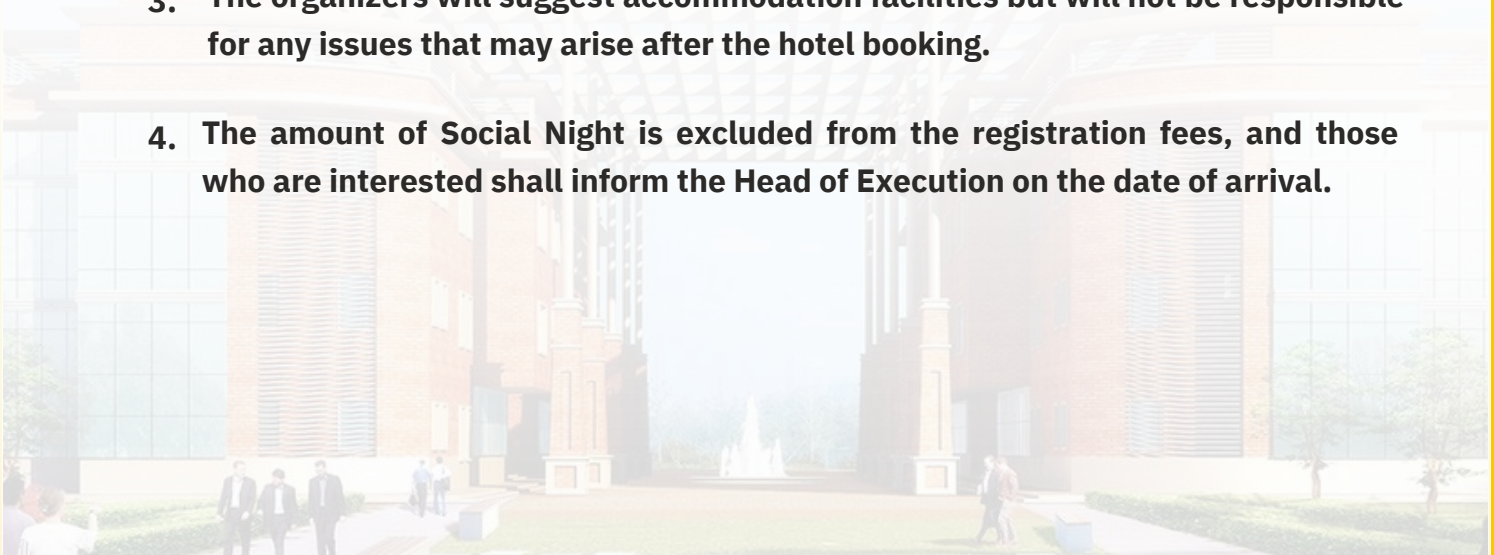 3. The organizers will suggest accommodation facilities but will not be responsible
for any issues that may arise after the hotel booking.
4. The amount of Social Night is excluded from the registration fees, and those
who are interested shall inform the Head of Execution on the date of arrival.